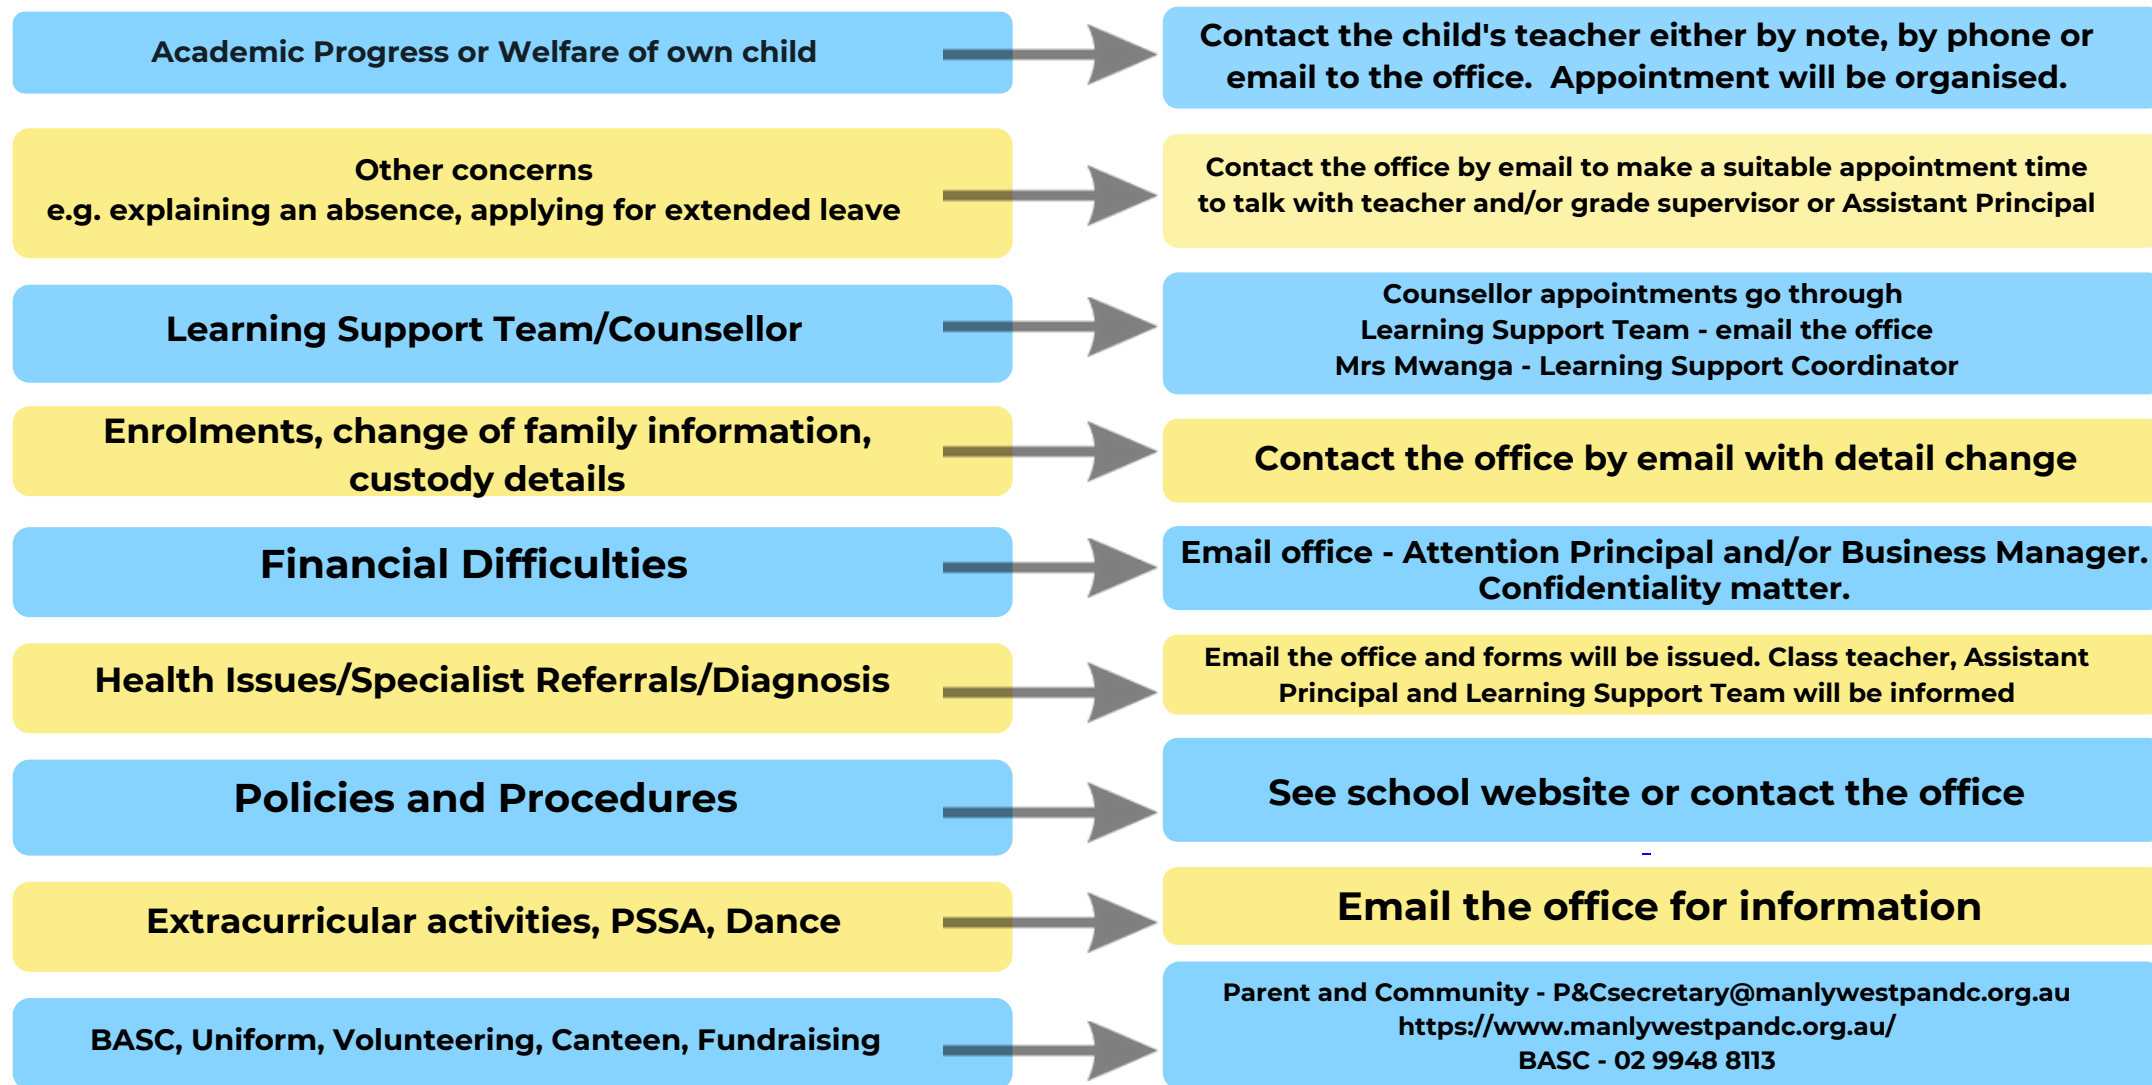 Academic Progress or Welfare of own child
Contact the child's teacher either by note, by phone or
email to the office.  Appointment will be organised.
Other concerns
e.g. explaining an absence, applying for extended leave
Contact the office by email to make a suitable appointment time
to talk with teacher and/or grade supervisor or Assistant Principal
Learning Support Team/Counsellor
Counsellor appointments go through
Learning Support Team - email the office
Mrs Mwanga - Learning Support Coordinator
Enrolments, change of family information,
custody details
Contact the office by email with detail change
Financial Difficulties
Email office - Attention Principal and/or Business Manager.
Confidentiality matter.
Health Issues/Specialist Referrals/Diagnosis
Email the office and forms will be issued. Class teacher, Assistant
Principal and Learning Support Team will be informed
Policies and Procedures
See school website or contact the office
Extracurricular activities, PSSA, Dance
Email the office for information
BASC, Uniform, Volunteering, Canteen, Fundraising
Parent and Community - P&Csecretary@manlywestpandc.org.au
https://www.manlywestpandc.org.au/
BASC - 02 9948 8113